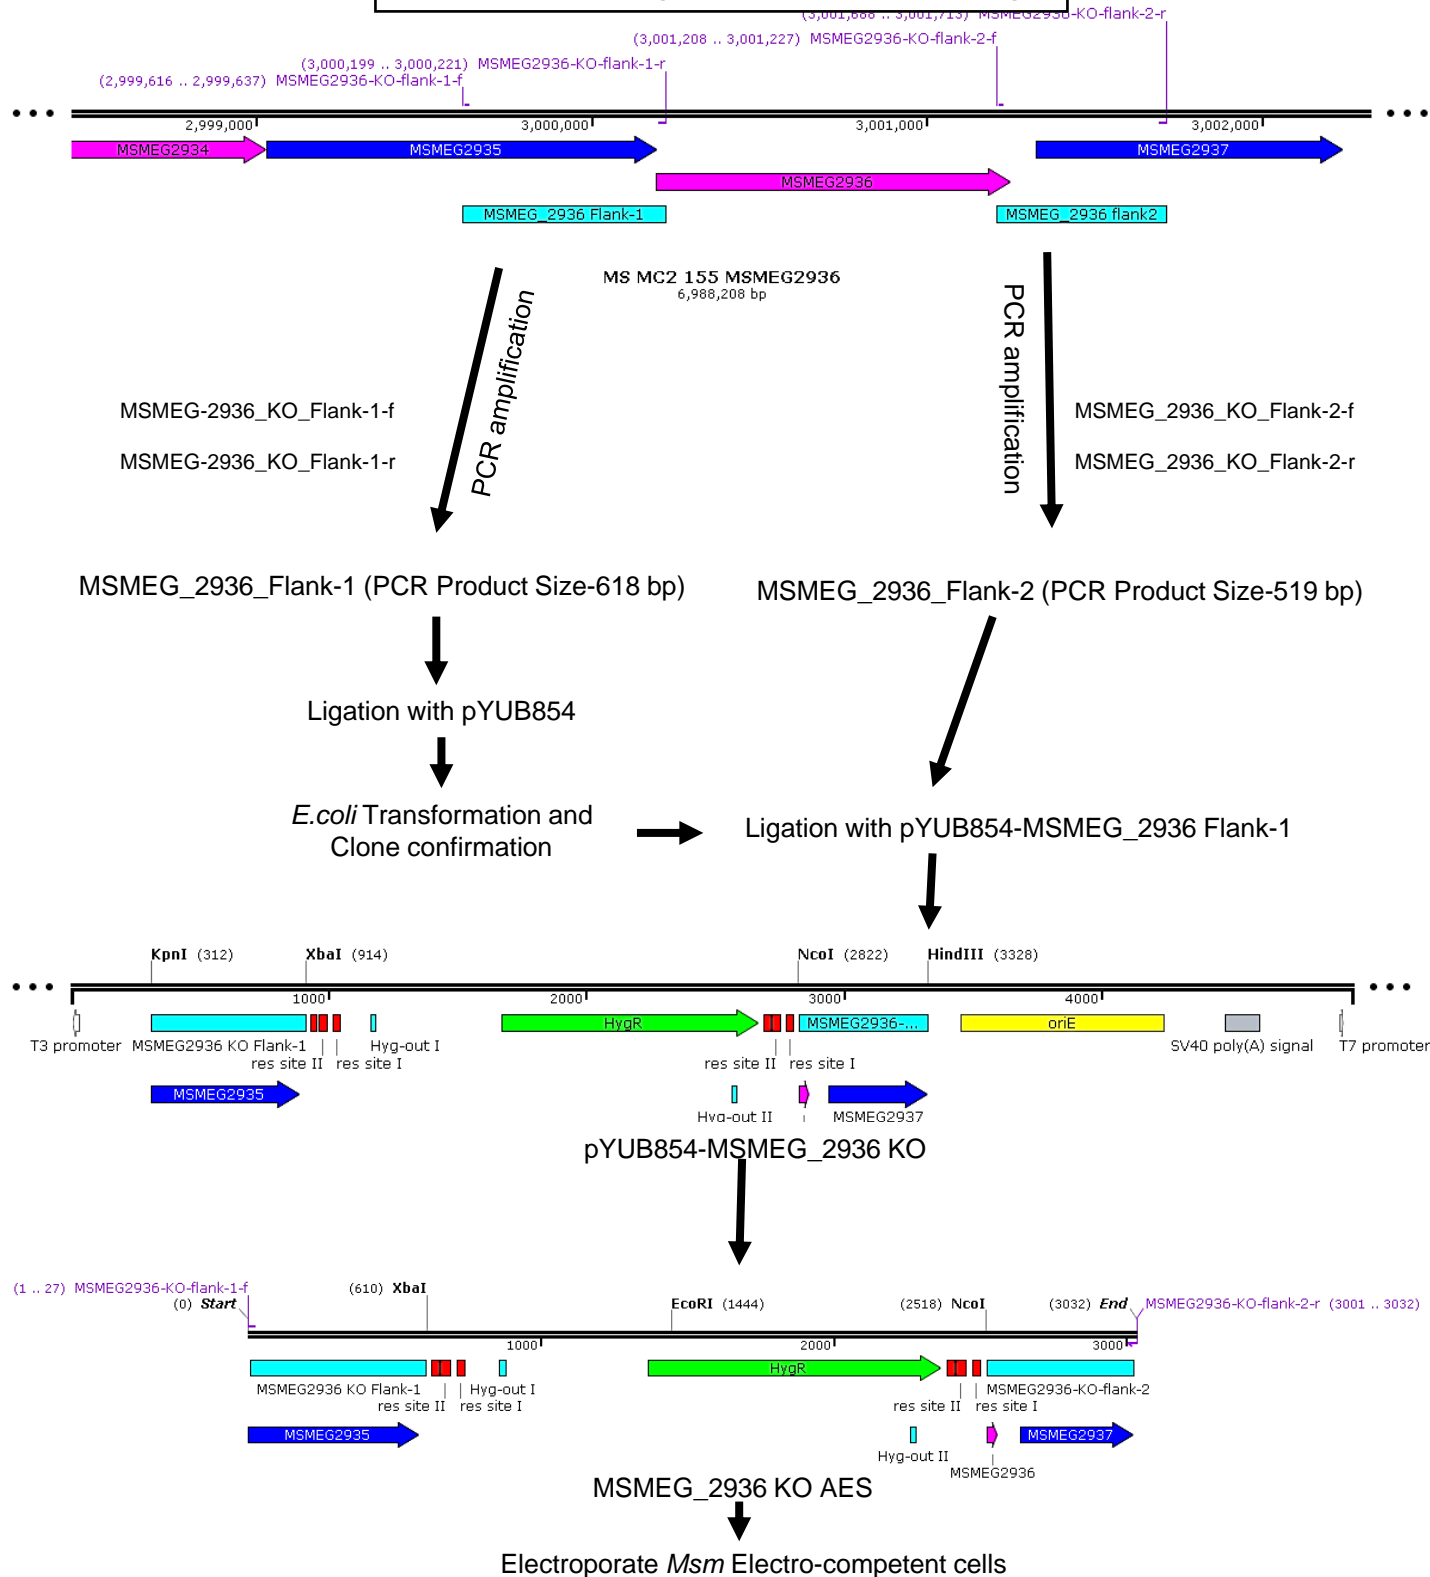 (3,001,688 .. 3,001,713) MSMEG2936-KO-flank-2-r
(3,001,208 .. 3,001,227) MSMEG2936-KO-flank-2-f
(3,000,199 .. 3,000,221) MSMEG2936-KO-flank-1-r
(2,999,616 .. 2,999,637) MSMEG2936-KO-flank-1-f
2,999,000 3,000,000 3,001,000 3,002,000
MSMEG2934 MSMEG2935 MSMEG2937
MSMEG2936
MSMEG_2936 Flank-1 MSMEG_2936 flank2
MS MC2 155 MSMEG2936
6,988,208 bp
PCR amplification
PCR amplification
MSMEG-2936_KO_Flank-1-f
MSMEG-2936_KO_Flank-1-r
MSMEG_2936_KO_Flank-2-f
MSMEG_2936_KO_Flank-2-r
MSMEG_2936_Flank-1 (PCR Product Size-618 bp)
MSMEG_2936_Flank-2 (PCR Product Size-519 bp)
Ligation with pYUB854
E.coli Transformation and
Clone confirmation
Ligation with pYUB854-MSMEG_2936 Flank-1
KpnI (312) XbaI (914) NcoI (2822) HindIII (3328)
1000 2000 3000 4000
HygR MSMEG2936-... oriE
T3 promoter MSMEG2936 KO Flank-1 Hyg-out I SV40 poly(A) signal T7 promoter
res site II res site I res site II res site I
MSMEG2935
Hyg-out II MSMEG2937
pYUB854-MSMEG_2936 KO
(1 .. 27) MSMEG2936-KO-flank-1-f
(0) Start
(610) XbaI
EcoRI (1444) (2518) NcoI (3032) End MSMEG2936-KO-flank-2-r (3001 .. 3032)
1000 2000 3000
HygR
MSMEG2936 KO Flank-1 Hyg-out I MSMEG2936-KO-flank-2
res site II res site I res site II res site I
MSMEG2935 MSMEG2937
Hyg-out II
MSMEG2936
MSMEG_2936 KO AES
Electroporate Msm Electro-competent cells